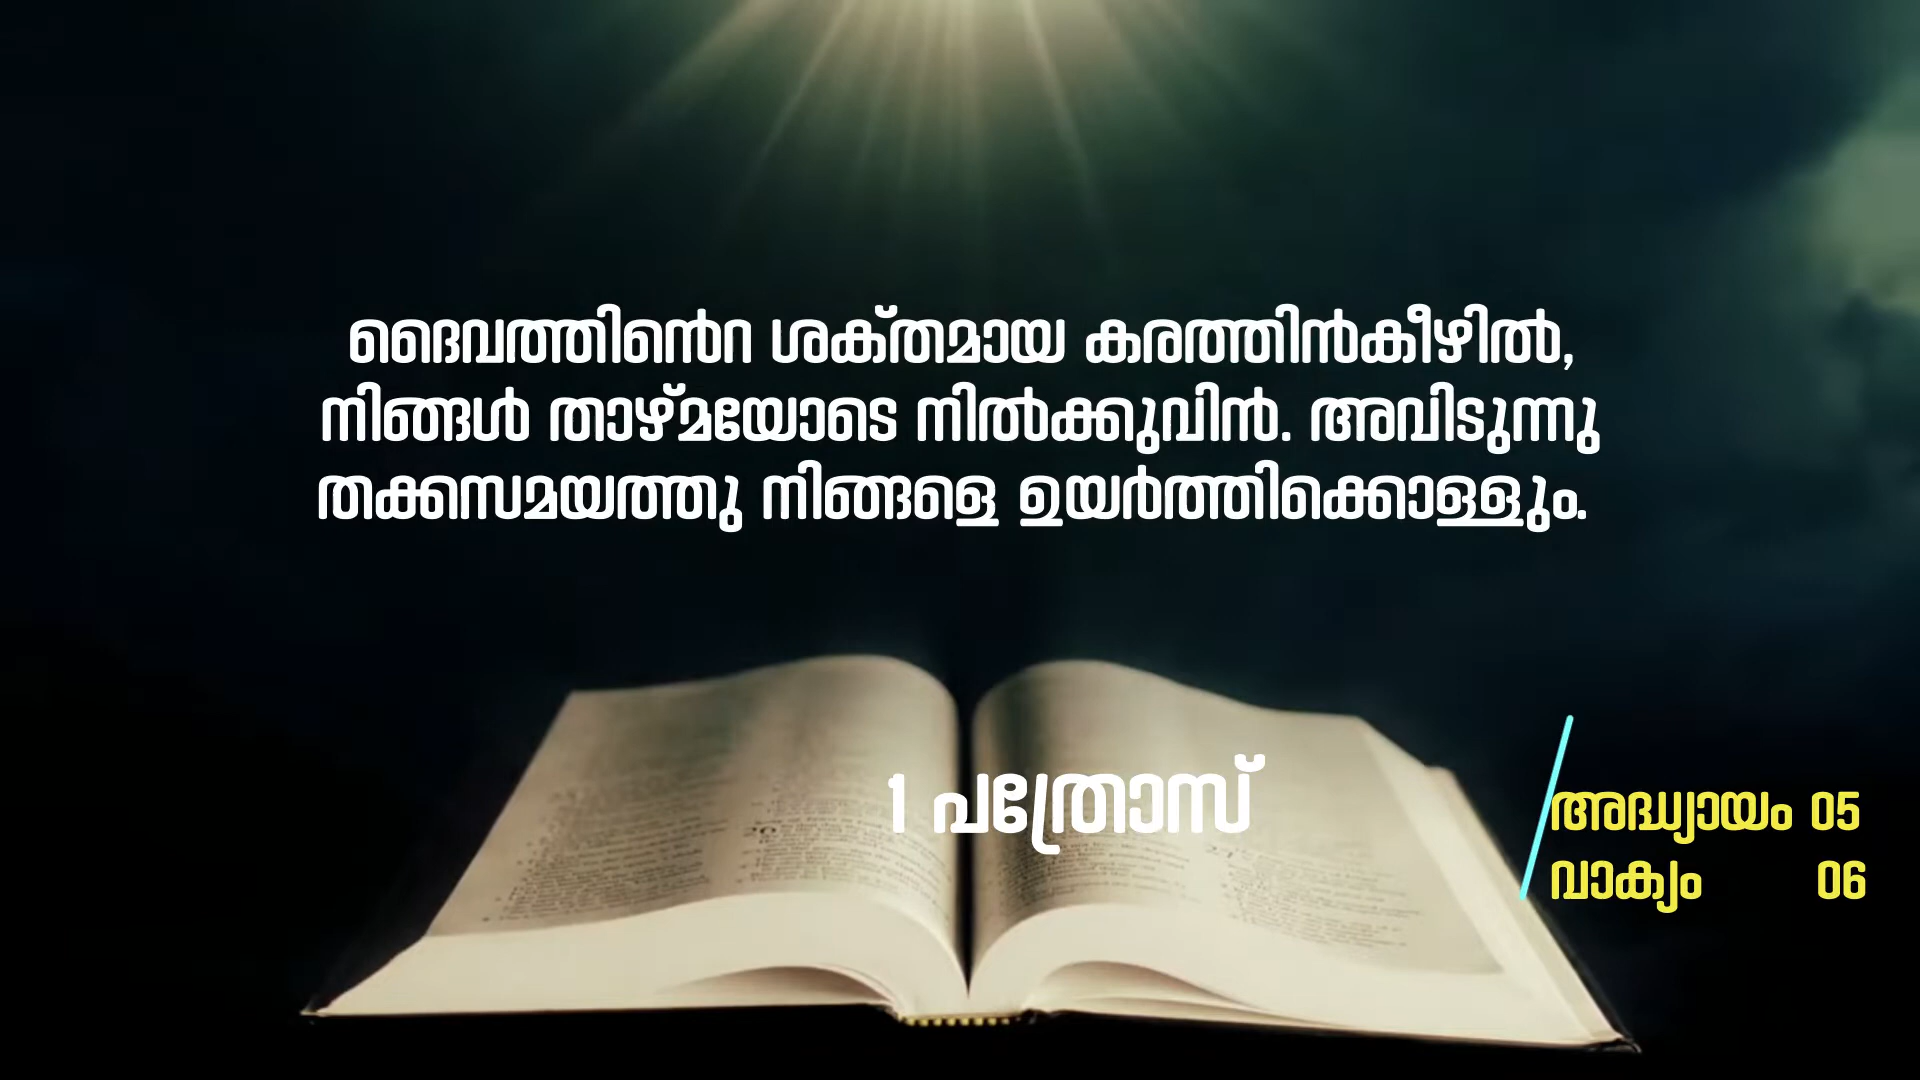 ദൈവത്തിൻെറ ശക്തമായ കരത്തിൻകീഴിൽ,
നിങ്ങൾ താഴ്മയോടെ നിൽക്കുവിൻ. അവിടുന്നു
തക്കസമയത്തു നിങ്ങളെ ഉയർത്തിക്കൊള്ളും.
1 പത്രോസ്
അദ്ധ്യായം 05
വാക്യം 06